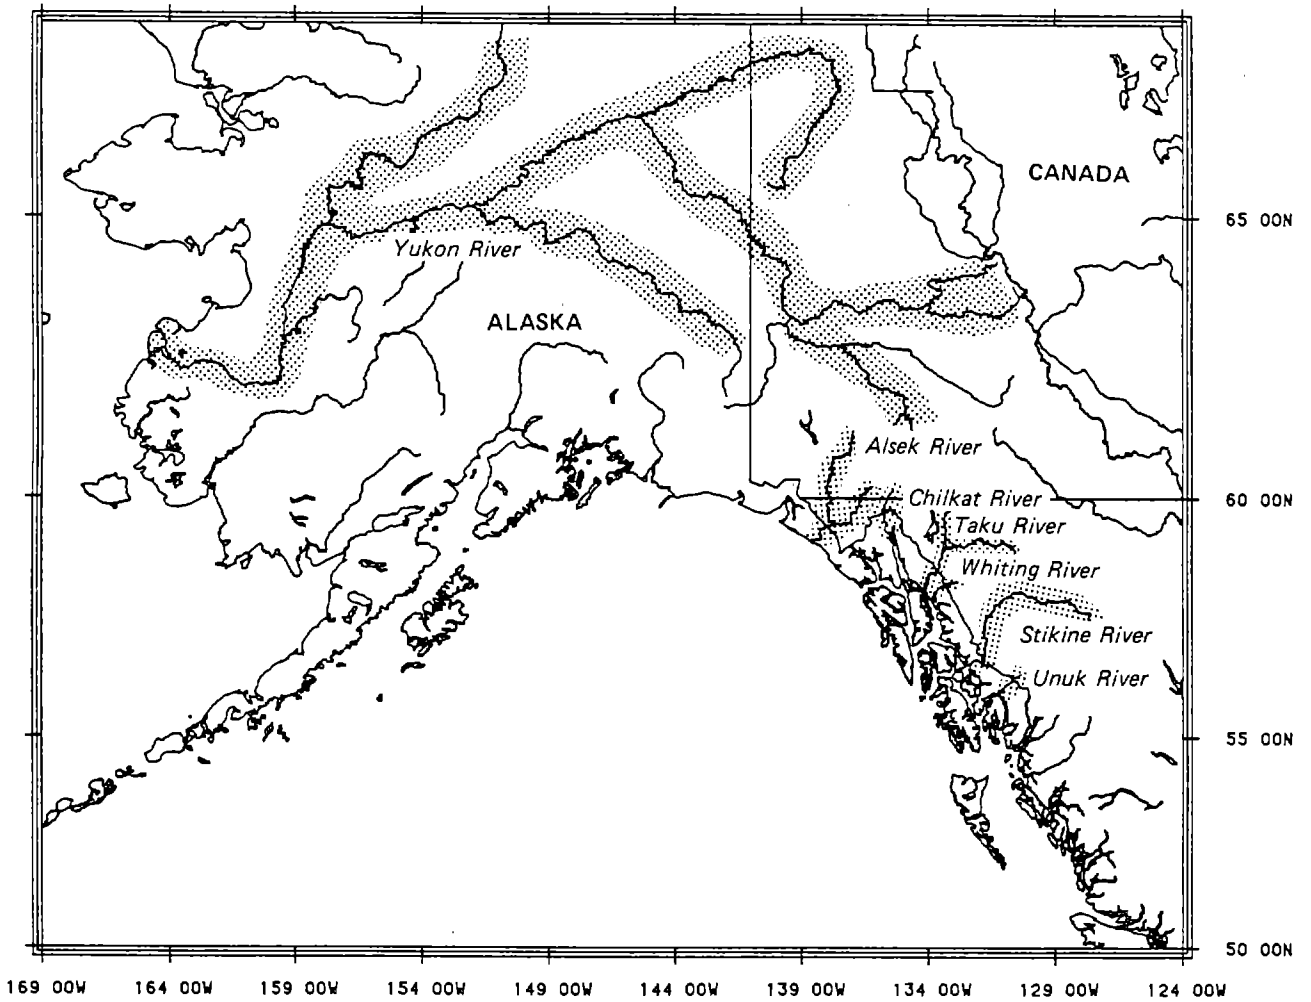 CANADA
65 00N
Yukon River
ALASKA
Alsek River
Chilkat River
60 00N
Taku River
Whiting River
Stikine River
Unuk River
55 00N
50 00N
169 00W 164 00W 159 00W 154 00W 149 00W 144 00W 139 00W 134 00W 129 00W 124 00W